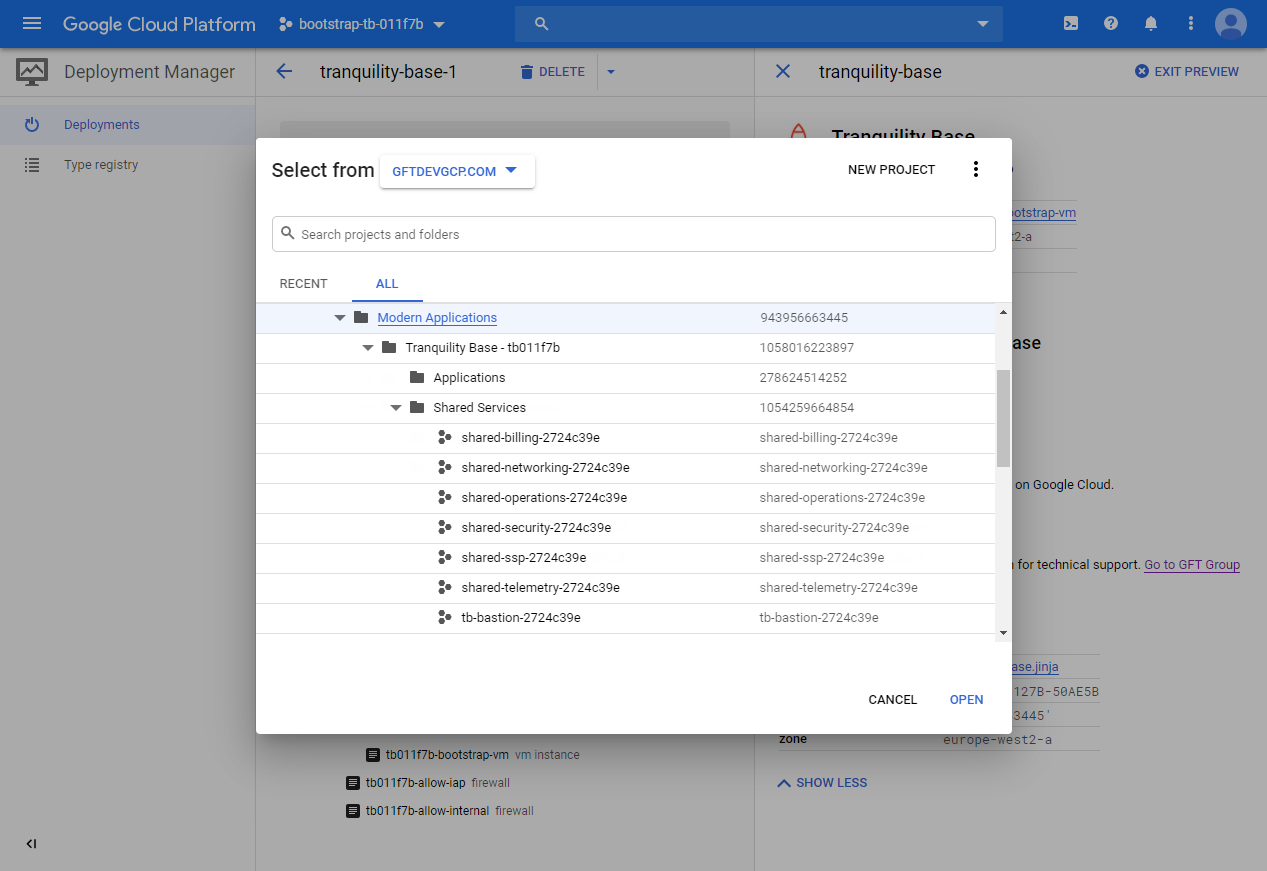 Google Cloud Platform
bootstrap-tb-011f7b
Deployment Manager
tranquility-base-1
DELETE
tranquility-base
EXIT PREVIEW
Deployments
Type registry
Tranquility Base
Select from GFTDEVGCP.COM
NEW PROJECT
Search projects and folders
RECENT ALL
Modern Applications 943956663445
Tranquility Base - tb011f7b 1058016223897
Applications 278624514252
Shared Services 1054259664854
shared-billing-2724c39e shared-billing-2724c39e
shared-networking-2724c39e shared-networking-2724c39e
shared-operations-2724c39e shared-operations-2724c39e
shared-security-2724c39e shared-security-2724c39e
shared-ssp-2724c39e shared-ssp-2724c39e
shared-telemetry-2724c39e shared-telemetry-2724c39e
tb-bastion-2724c39e tb-bastion-2724c39e
CANCEL OPEN
tb011f7b-bootstrap-vm vm instance
tb011f7b-allow-iap firewall
tb011f7b-allow-internal firewall
ootstrap-vm
t2-a
ase
on Google Cloud.
for technical support. Go to GFT Group
ase.jinja
127B-50AE5B
3445'
zone europe-west2-a
SHOW LESS